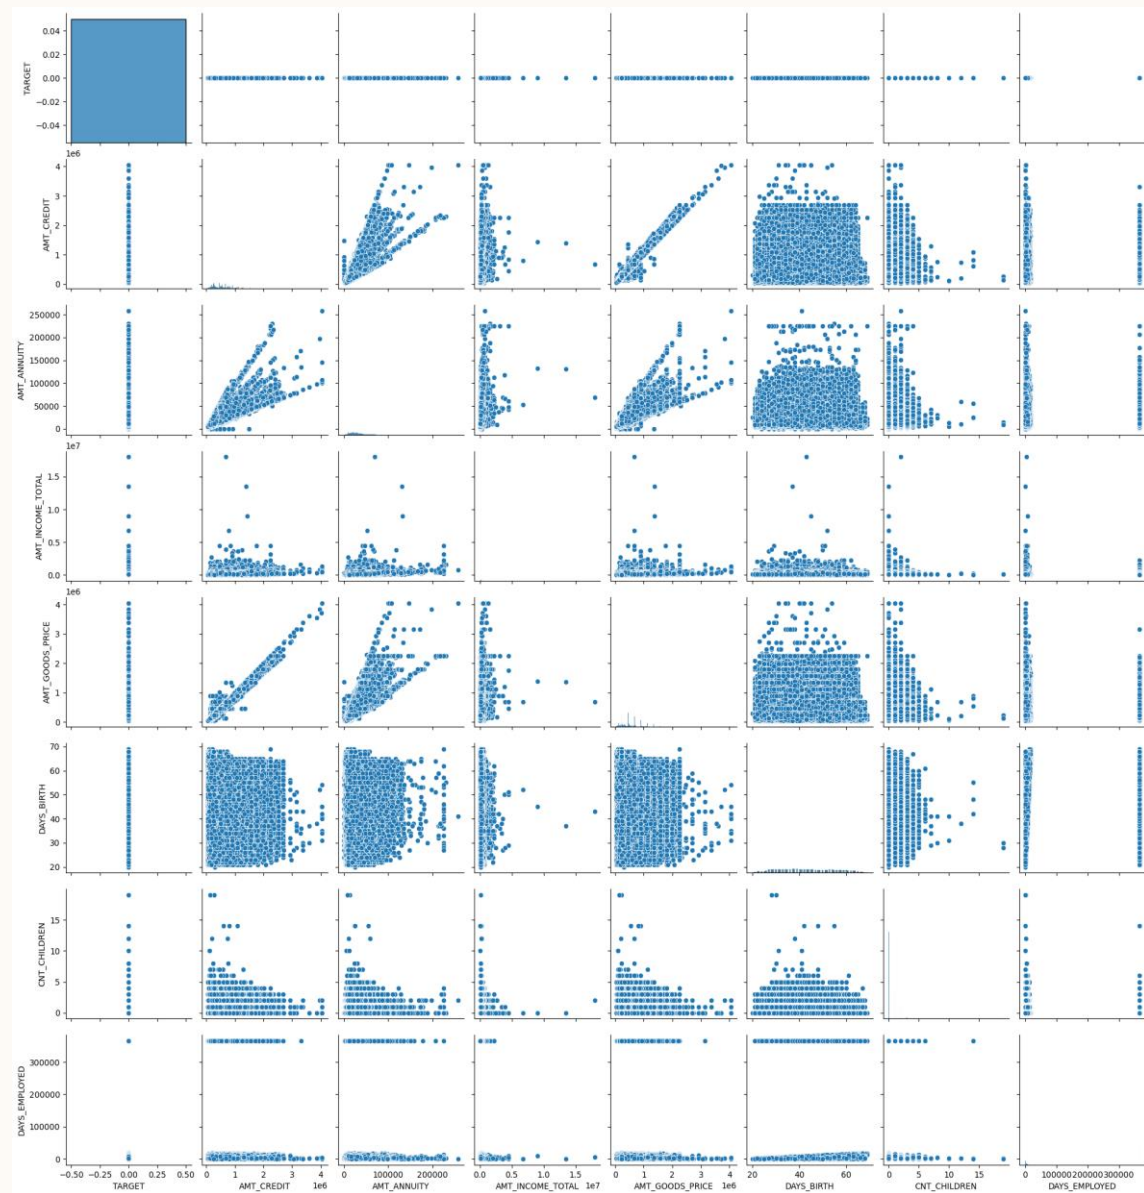 0.04
0.02
0.00
−0.02
−0.04
TARGET
1e6
4
3
2
1
0
AMT_CREDIT
250000
200000
150000
100000
50000
0
AMT_ANNUITY
1e7
1.5
1.0
0.5
0.0
AMT_INCOME_TOTAL
1e6
4
3
2
1
0
AMT_GOODS_PRICE
70
60
50
40
30
20
DAYS_BIRTH
15
10
5
0
CNT_CHILDREN
300000
200000
100000
0
DAYS_EMPLOYED
−0.50 −0.25 0.00 0.25 0.50
TARGET
0 1 2 3 4
AMT_CREDIT 1e6
0 100000 200000
AMT_ANNUITY
0.0 0.5 1.0 1.5
AMT_INCOME_TOTAL 1e7
0 1 2 3 4
AMT_GOODS_PRICE 1e6
20 40 60
DAYS_BIRTH
0 5 10 15
CNT_CHILDREN
0 100000200000300000
DAYS_EMPLOYED